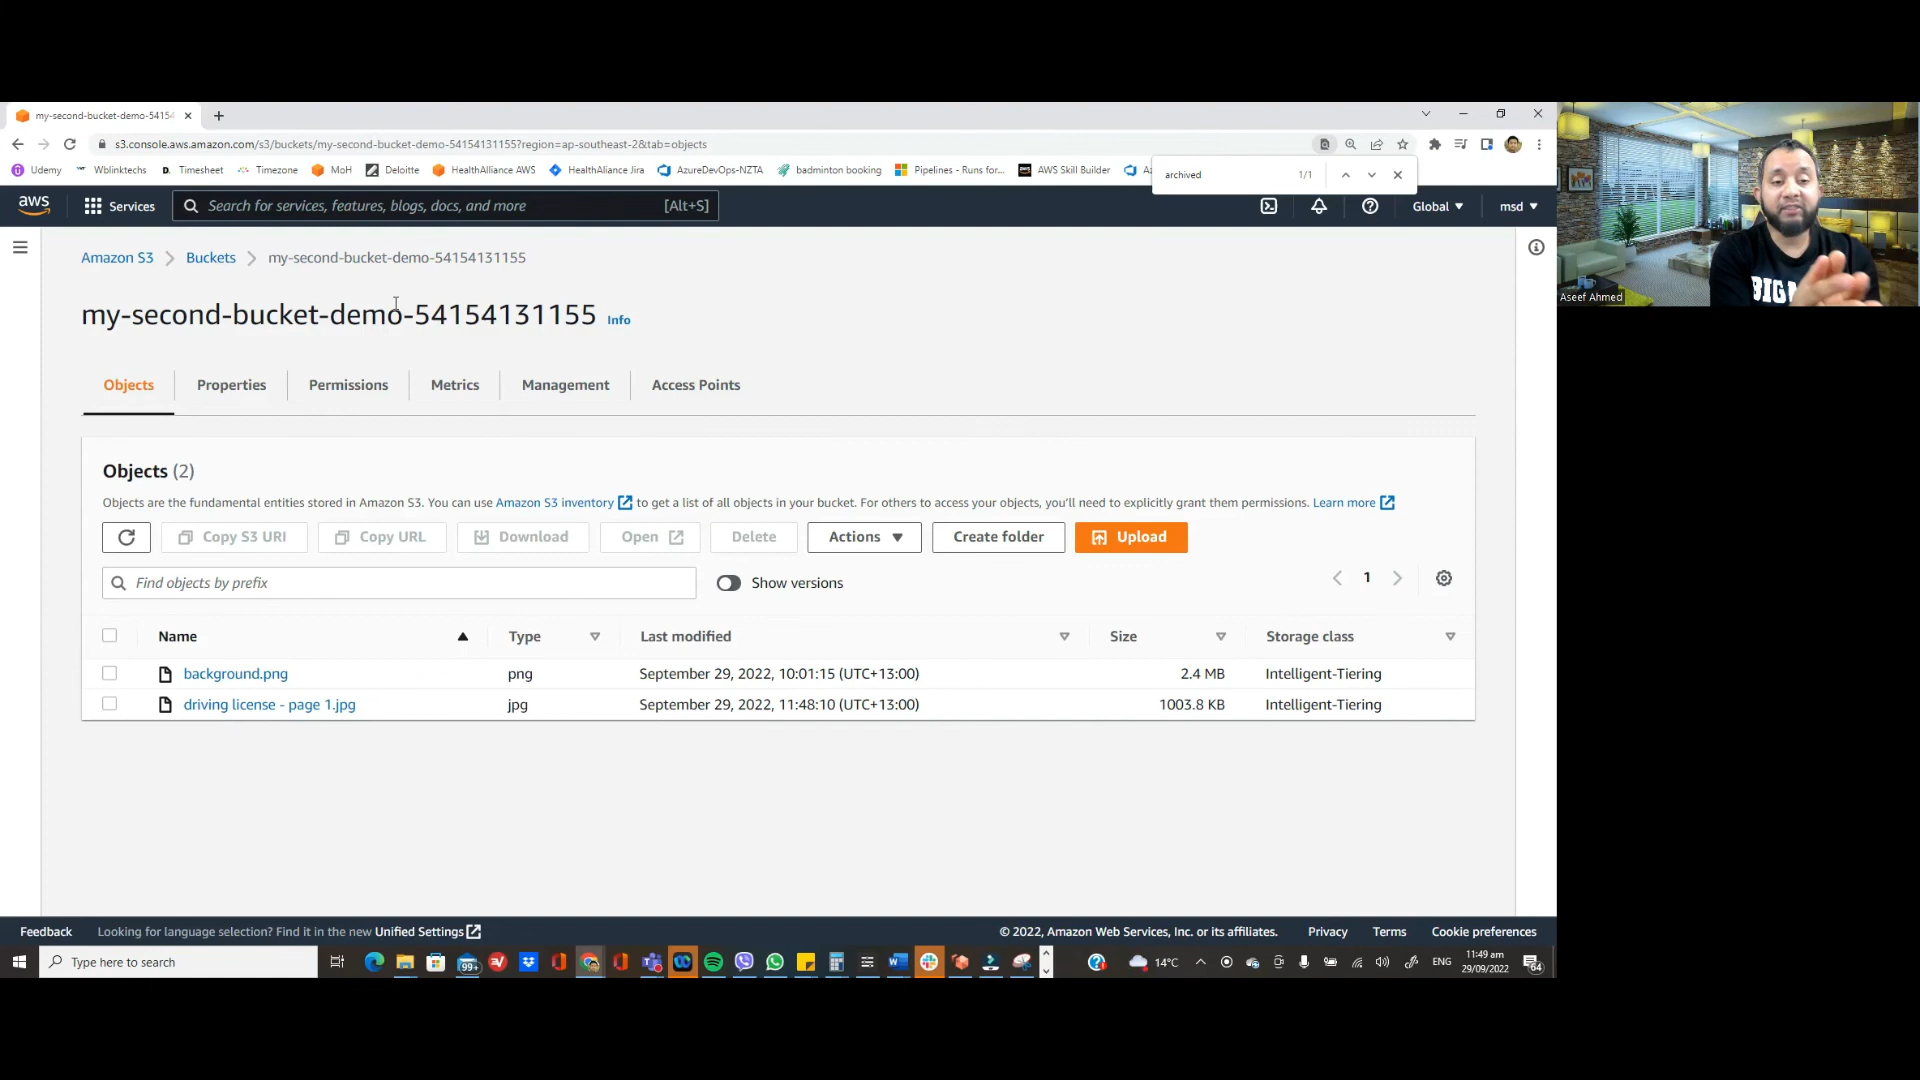 my-second-bucket-demo-54154
s3.console.aws.amazon.com/s3/buckets/my-second-bucket-demo-54154131155?region=ap-southeast-2&tab=objects
Udemy Wblinktechs D. Timesheet Timezone MoH Deloitte HealthAlliance AWS HealthAliance Jira AzureDevOps-NZTA badminton booking Pipelines - Runs for... AWS Skill Builder
archived 1/1
aws Services Search for services, features, blogs, docs, and more [Alt+S] Global msd
Amazon S3 Buckets my-second-bucket-demo-54154131155
my-second-bucket-demo-54154131155 Info
Objects Properties Permissions Metrics Management Access Points
Objects (2)
Objects are the fundamental entities stored in Amazon S3. You can use Amazon S3 inventory to get a list of all objects in your bucket. For others to access your objects, you'll need to explicitly grant them permissions. Learn more
Copy S3 URI Copy URL Download Open Delete Actions Create folder Upload
Find objects by prefix Show versions 1
Name Type Last modified Size Storage class
background.png png September 29, 2022, 10:01:15 (UTC+13:00) 2.4 MB Intelligent-Tiering
driving license - page 1.jpg jpg September 29, 2022, 11:48:10 (UTC+13:00) 1003.8 KB Intelligent-Tiering
Feedback Looking for language selection? Find it in the new Unified Settings © 2022, Amazon Web Services, Inc. or its affiliates. Privacy Terms Cookie preferences
Type here to search 99+ 14°C ENG 11:49 am
29/09/2022 64
BIG
Aseef Ahmed